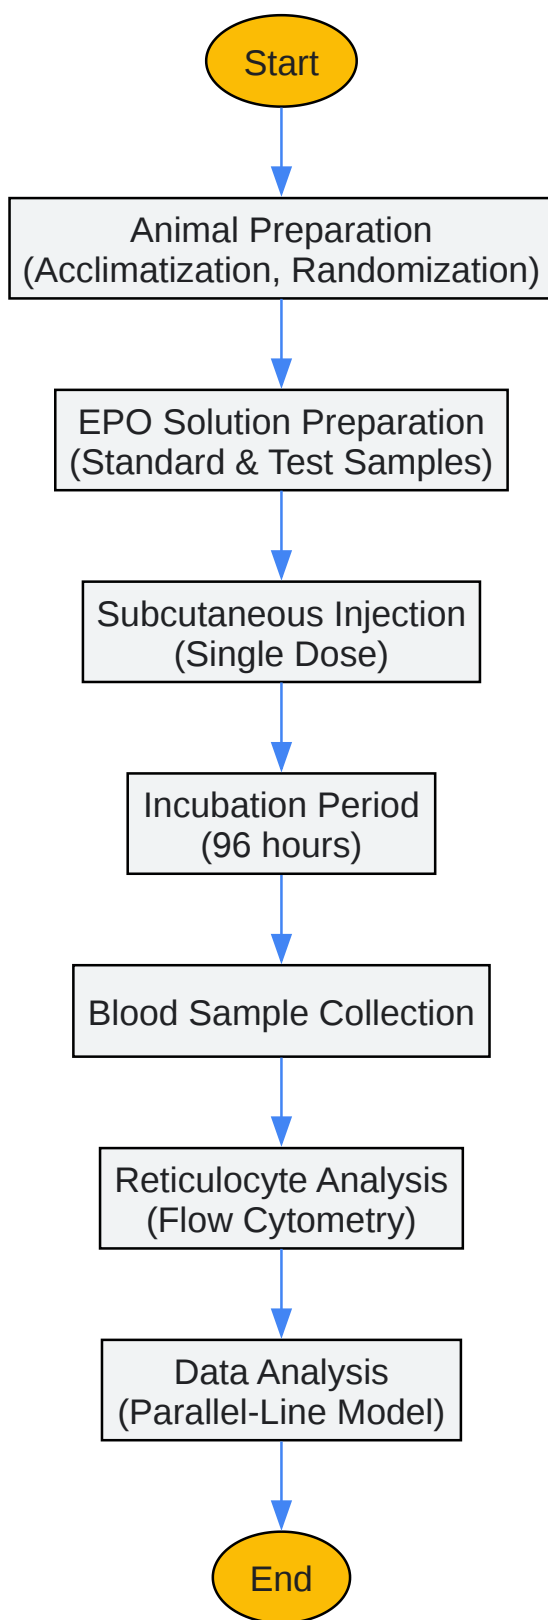 Start
Animal Preparation
(Acclimatization, Randomization)
EPO Solution Preparation
(Standard & Test Samples)
Subcutaneous Injection
(Single Dose)
Incubation Period
(96 hours)
Blood Sample Collection
Reticulocyte Analysis
(Flow Cytometry)
Data Analysis
(Parallel-Line Model)
End